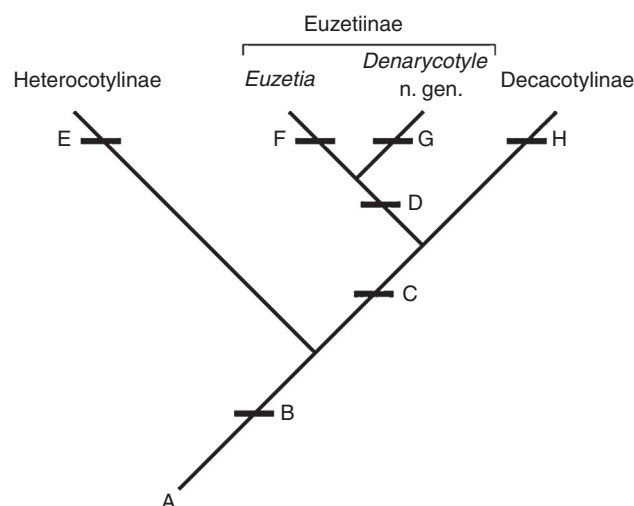 Euzetiinae
Heterocotylinae Euzetia Denarycotyle n. gen. Decacotylinae
E F G H
D
C
B
A